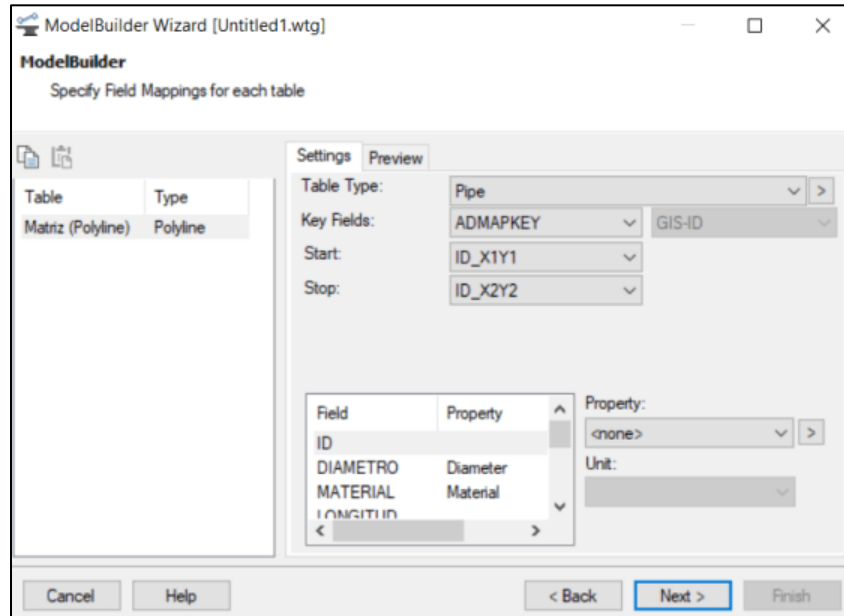 ModelBuilder Wizard [Untitled1.wtg]
ModelBuilder
Specify Field Mappings for each table
Settings Preview
Table Type: Pipe >
Table Type
Key Fields: ADMAPKEY GIS-ID
Matriz (Polyline) Polyline
Start: ID_X1Y1
Stop: ID_X2Y2
Field Property
Property:
ID
<none> >
DIAMETRO Diameter
Unit:
MATERIAL Material
LONGITUD
Cancel Help < Back Next > Finish